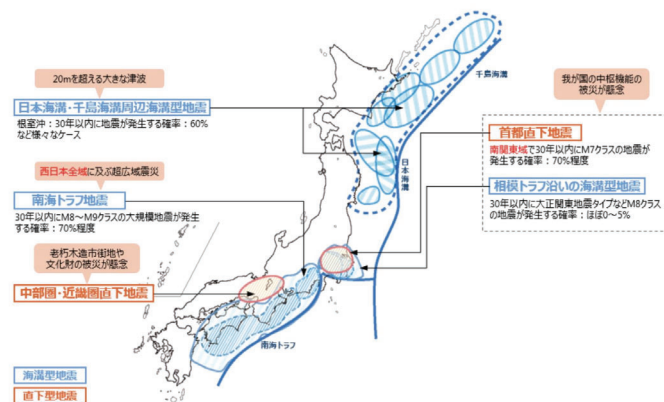 20mを超える大きな津波
日本海溝・千島海溝周辺海溝型地震
根室沖：30年以内に地震が発生する確率：60%
など様々なケース
西日本全域に及ぶ超広域震災
南海トラフ地震
30年以内にM8～M9クラスの大規模地震が発生
する確率：70%程度
老朽木造市街地や
文化財の被災が懸念
中部圏・近畿圏直下地震
海溝型地震
直下型地震
千島海溝
日本海溝
南海トラフ
我が国の中枢機能の
被災が懸念
首都直下地震
南関東域で30年以内にM7クラスの地震が
発生する確率：70%程度
相模トラフ沿いの海溝型地震
30年以内に大正関東地震タイプなどM8クラス
の地震が発生する確率：ほぼ0～5%